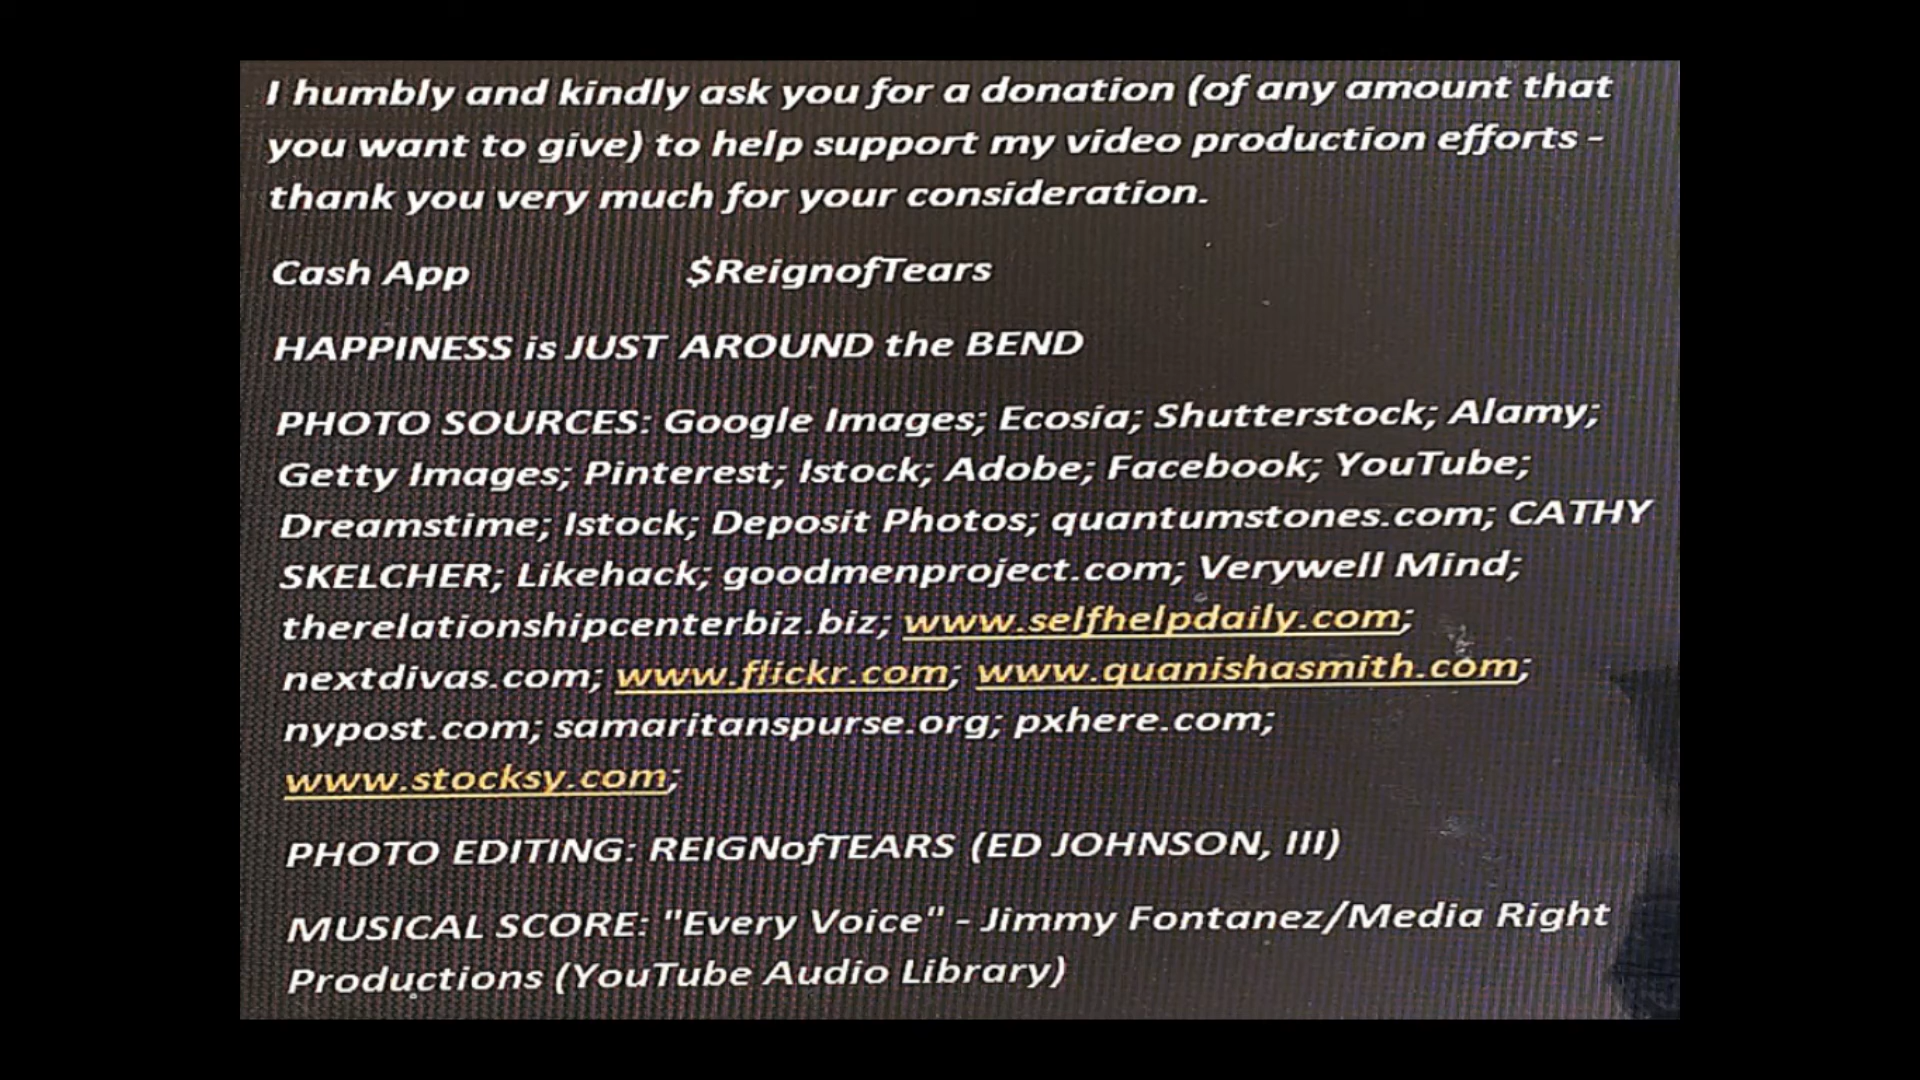 I humbly and kindly ask you for a donation (of any amount that
you want to give) to help support my video production efforts -
thank you very much for your consideration.
Cash App $ReignofTears
HAPPINESS is JUST AROUND the BEND
PHOTO SOURCES: Google Images; Ecosia; Shutterstock; Alamy;
Getty Images; Pinterest; Istock; Adobe; Facebook; YouTube;
Dreamstime; Istock; Deposit Photos; quantumstones.com; CATHY
SKELCHER; Likehack; goodmenproject.com; Verywell Mind;
therelationshipcenterbiz.biz; www.selfhelpdaily.com;
nextdivas.com; www.flickr.com; www.quanishasmith.com;
nypost.com; samaritanspurse.org; pxhere.com;
www.stocksy.com;
PHOTO EDITING: REIGNofTEARS (ED JOHNSON, III)
MUSICAL SCORE: "Every Voice" - Jimmy Fontanez/Media Right
Productions (YouTube Audio Library)